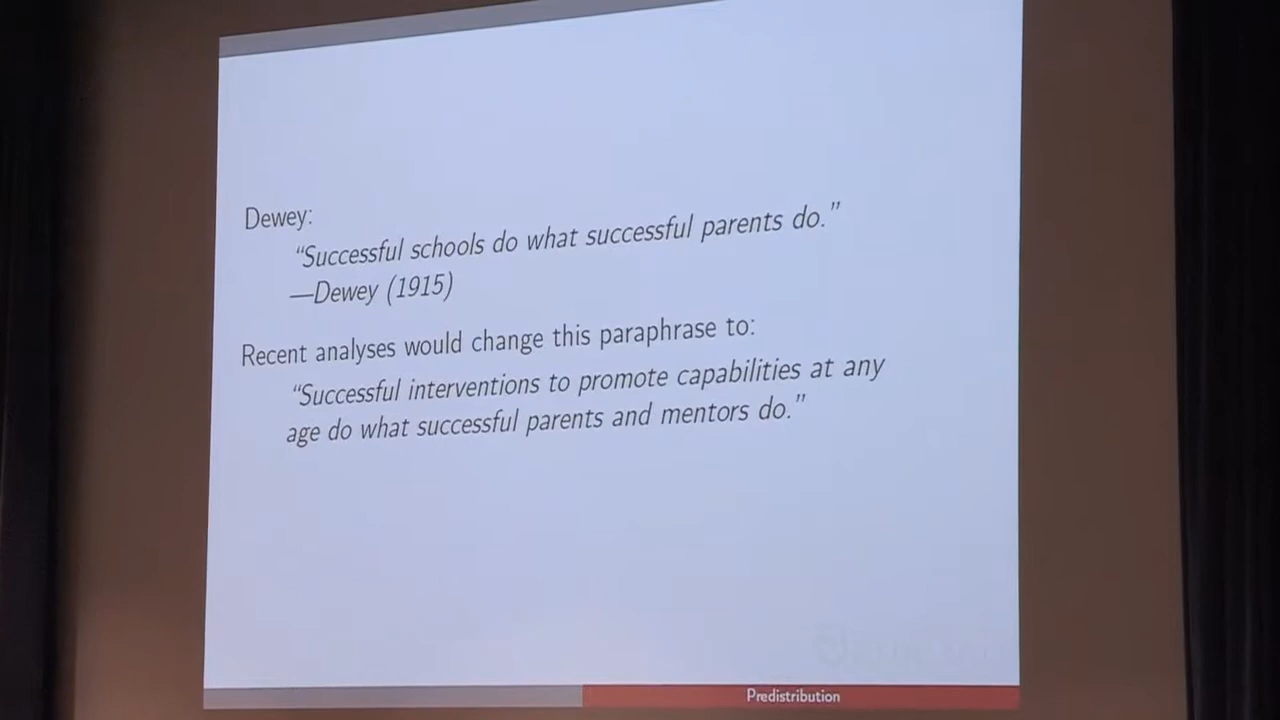 Dewey:
“Successful schools do what successful parents do.”
—Dewey (1915)
Recent analyses would change this paraphrase to:
“Successful interventions to promote capabilities at any
age do what successful parents and mentors do.”
Predistribution